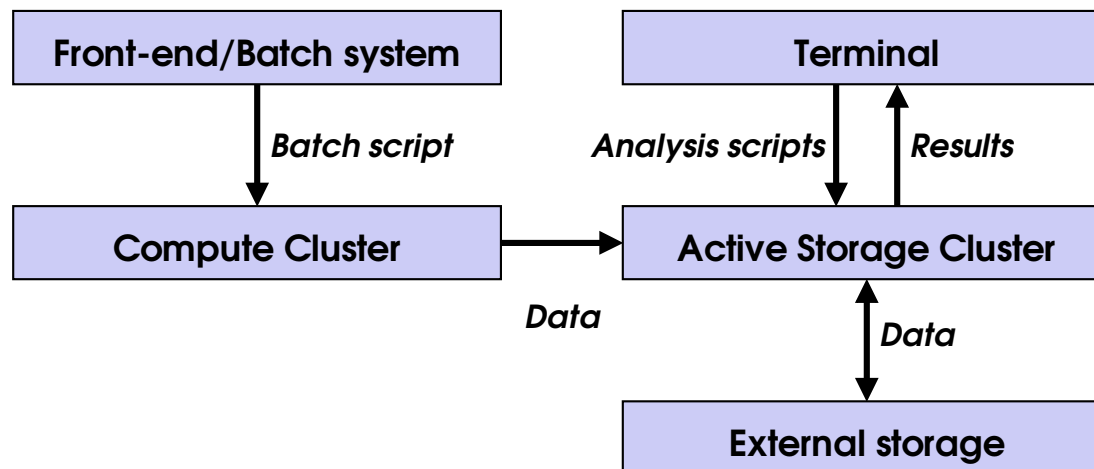 Front-end/Batch system
Terminal
Batch script
Analysis scripts
Results
Compute Cluster
Active Storage Cluster
Data
Data
External storage